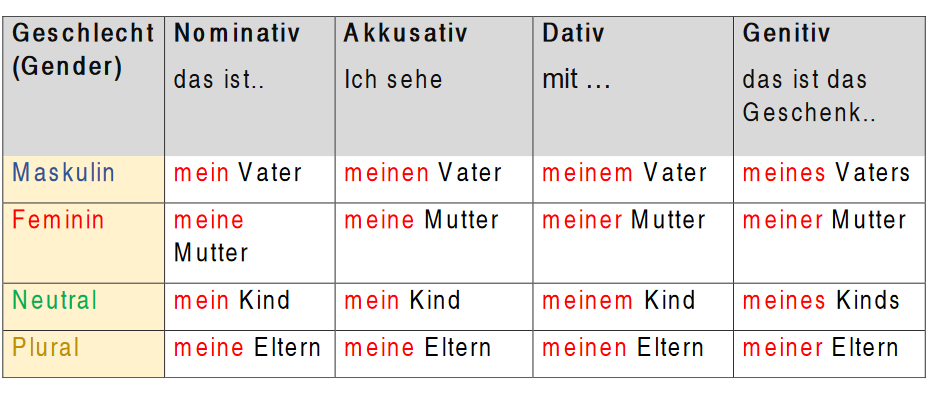 Geschlecht (Gender) Nominativ das ist.. Akkusativ Ich sehe Dativ mit ... Genitiv das ist das Geschenk..
Maskulin mein Vater meinen Vater meinem Vater meines Vaters
Feminin meine Mutter meine Mutter meiner Mutter meiner Mutter
Neutral mein Kind mein Kind meinem Kind meines Kinds
Plural meine Eltern meine Eltern meinen Eltern meiner Eltern